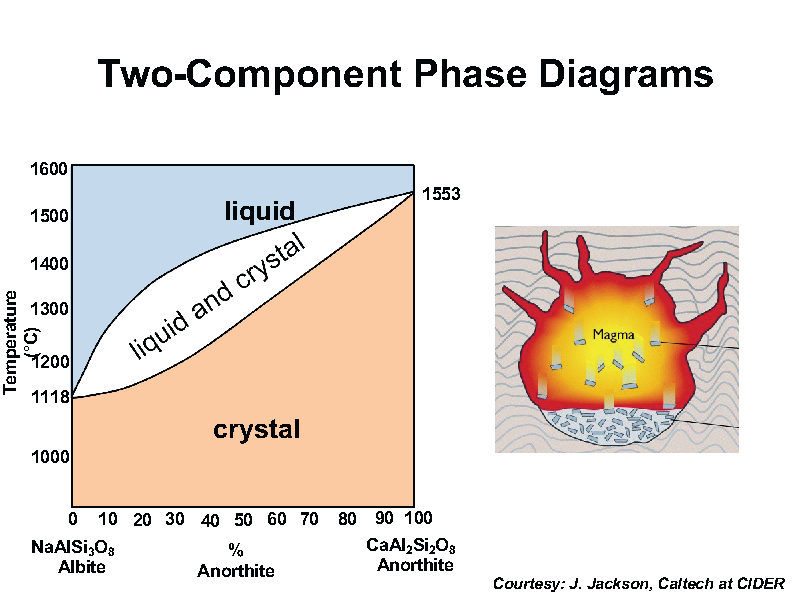 Two-Component Phase Diagrams
1600
1500
1400
1300
1200
1118
1000
Temperature
(°C)
1553
liquid
liquid and crystal
crystal
0 10 20 30 40 50 60 70 80 90 100
NaAlSi₃O₈
Albite
%
Anorthite
CaAl₂Si₂O₈
Anorthite
Magma
Courtesy: J. Jackson, Caltech at CIDER